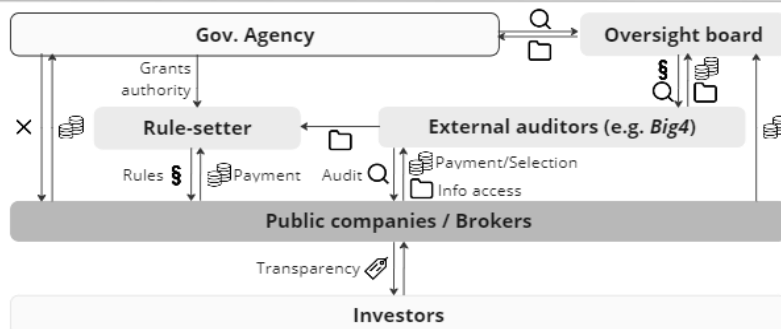 Gov. Agency
Oversight board
Grants
authority
§
Rule-setter
External auditors (e.g. Big4)
Rules §
Payment
Audit
Payment/Selection
Info access
Public companies / Brokers
Transparency
Investors